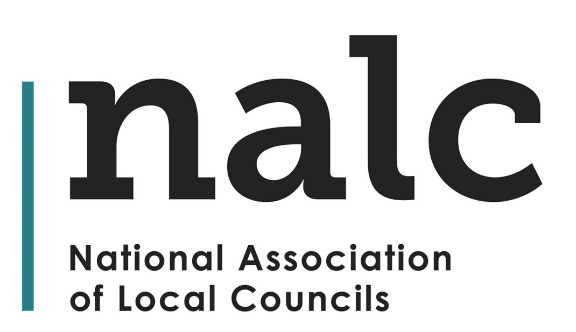 nalc
National Association
of Local Councils